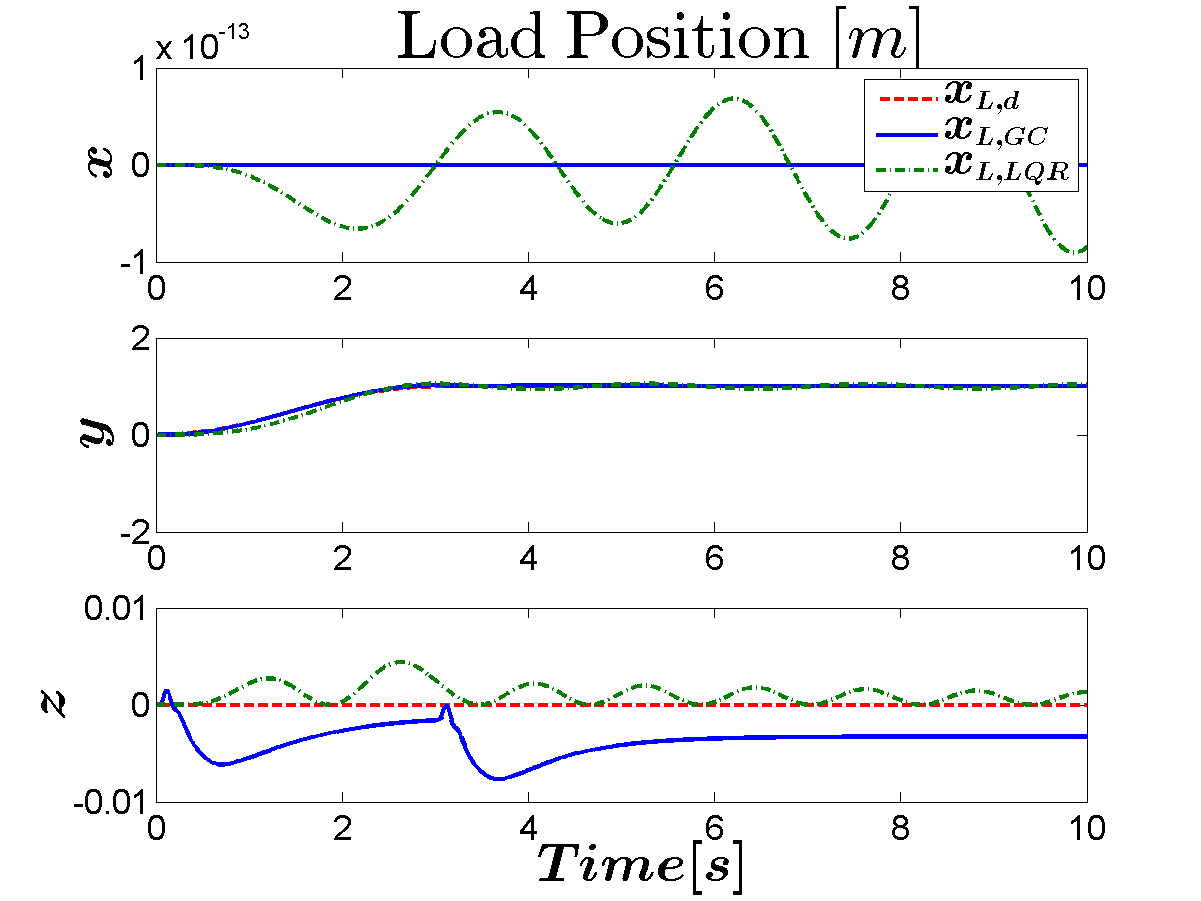 Load Position [m]
x 10^-13
1
0
-1
x
x_{L,d}
x_{L,GC}
x_{L,LQR}
0 2 4 6 8 10
2
0
-2
y
0 2 4 6 8 10
0.01
0
-0.01
z
0 2 4 6 8 10
Time[s]